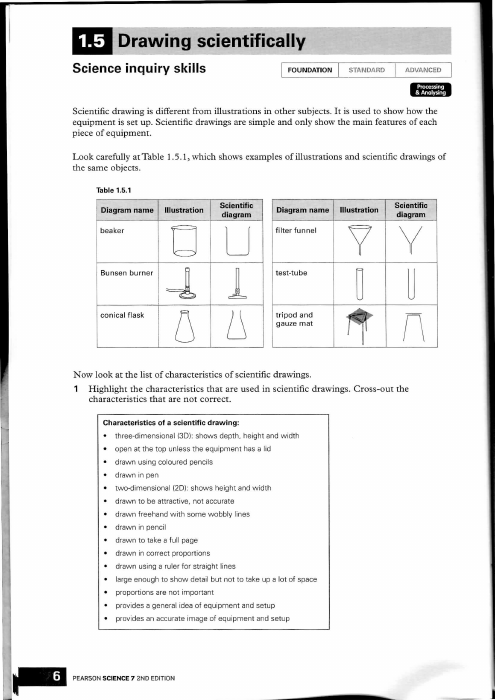 1.5 Drawing scientifically
Science inquiry skills
FOUNDATION STANDARD ADVANCED
Processing
& Analysing
Scientific drawing is different from illustrations in other subjects. It is used to show how the
equipment is set up. Scientific drawings are simple and only show the main features of each
piece of equipment.
Look carefully at Table 1.5.1, which shows examples of illustrations and scientific drawings of
the same objects.
Table 1.5.1
Diagram name Illustration Scientific diagram Diagram name Illustration Scientific diagram
beaker filter funnel
Bunsen burner test-tube
conical flask tripod and
gauze mat
Now look at the list of characteristics of scientific drawings.
1 Highlight the characteristics that are used in scientific drawings. Cross-out the
characteristics that are not correct.
Characteristics of a scientific drawing:
• three-dimensional (3D): shows depth, height and width
• open at the top unless the equipment has a lid
• drawn using coloured pencils
• drawn in pen
• two-dimensional (2D): shows height and width
• drawn to be attractive, not accurate
• drawn freehand with some wobbly lines
• drawn in pencil
• drawn to take a full page
• drawn in correct proportions
• drawn using a ruler for straight lines
• large enough to show detail but not to take up a lot of space
• proportions are not important
• provides a general idea of equipment and setup
• provides an accurate image of equipment and setup
6 PEARSON SCIENCE 7 2ND EDITION